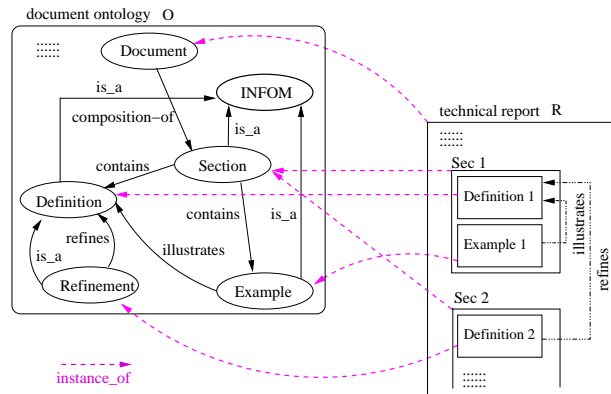 document ontology O
Document
is_a
INFOM
composition-of
technical report R
is_a
Sec 1
contains
Section
Definition 1
Definition
contains
is_a
illustrates
refines
illustrates
Example 1
is_a
refines
Refinement
Example
Sec 2
Definition 2
instance_of